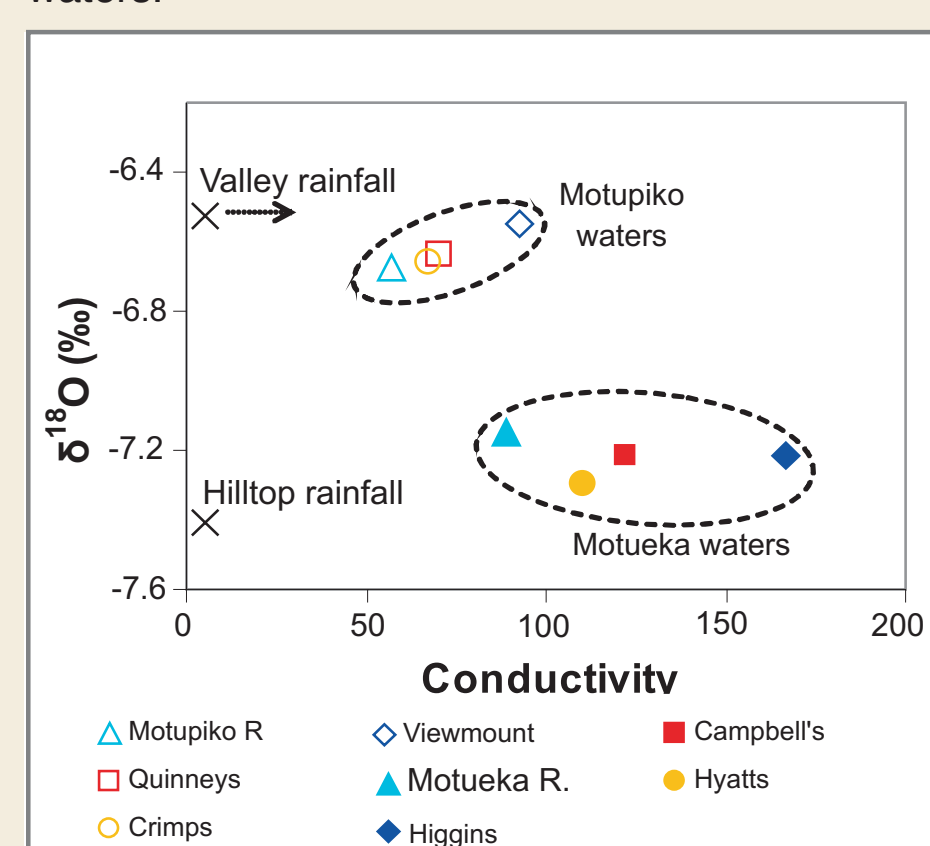 waters.
-6.4
Valley rainfall
Motupiko
waters
-6.8
δ18O (‰)
-7.2
Hilltop rainfall
Motueka waters
-7.6
0 50 100 150 200
Conductivity
Motupiko R Viewmount Campbell's
Quinneys Motueka R. Hyatts
Crimps Higgins